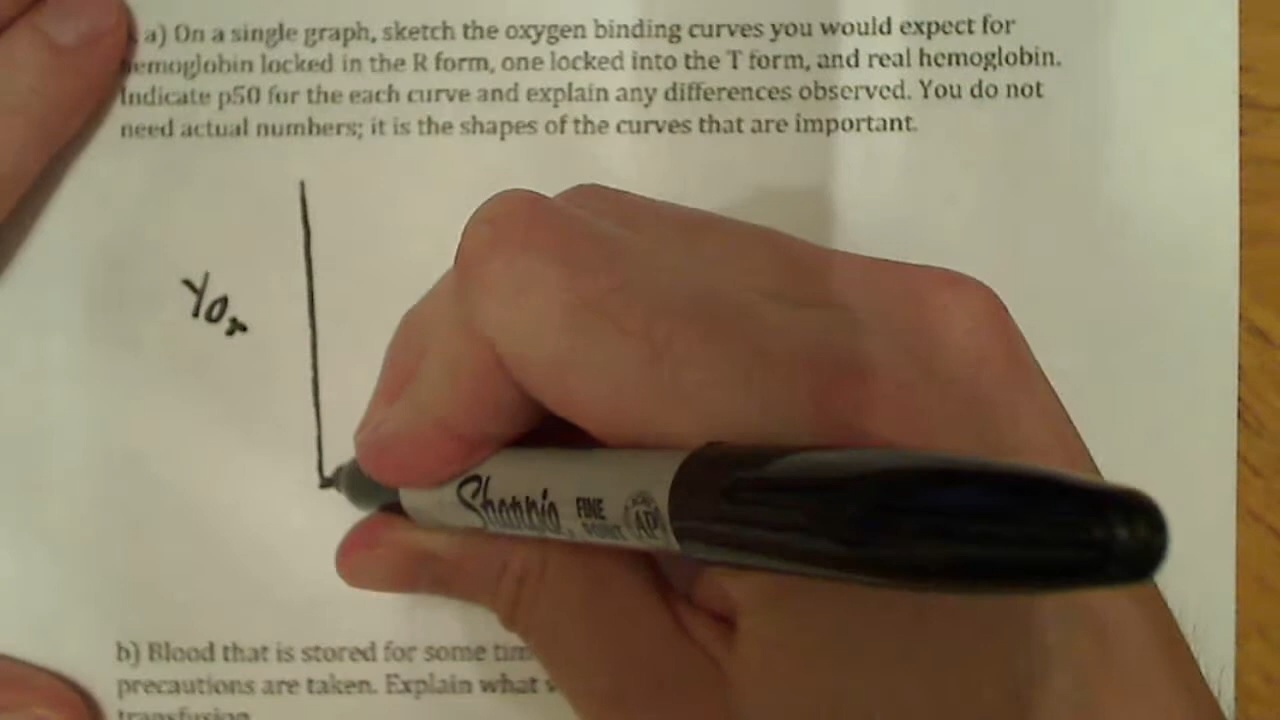 a) On a single graph, sketch the oxygen binding curves you would expect for
emoglobin locked in the R form, one locked into the T form, and real hemoglobin.
Indicate p50 for the each curve and explain any differences observed. You do not
need actual numbers; it is the shapes of the curves that are important.
YO₂
Sharpie FINE POINT AP
b) Blood that is stored for some tim
precautions are taken. Explain what
transfusion